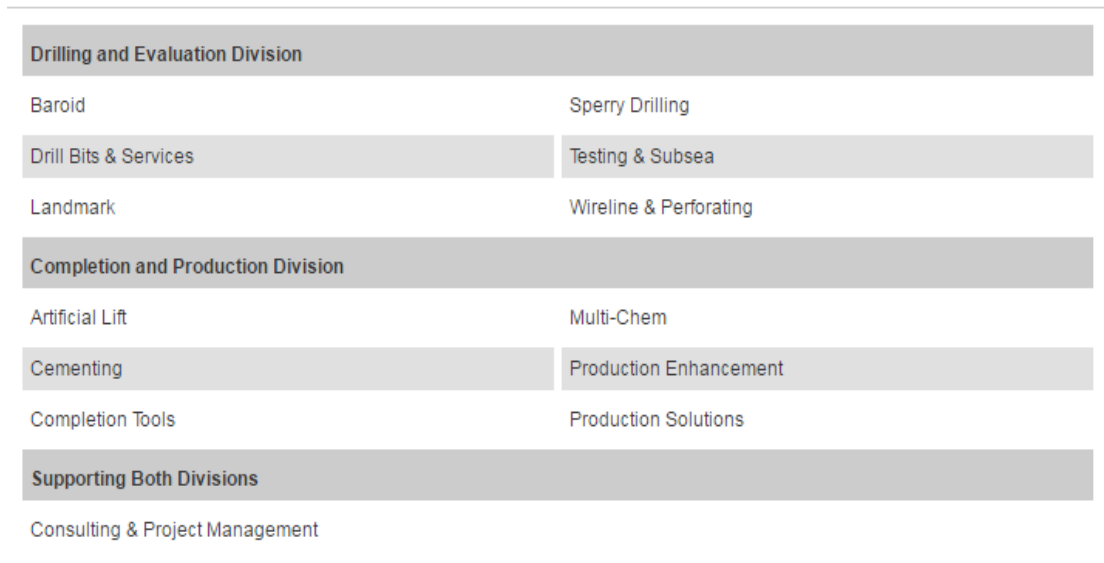 Drilling and Evaluation Division
Baroid Sperry Drilling
Drill Bits & Services Testing & Subsea
Landmark Wireline & Perforating
Completion and Production Division
Artificial Lift Multi-Chem
Cementing Production Enhancement
Completion Tools Production Solutions
Supporting Both Divisions
Consulting & Project Management